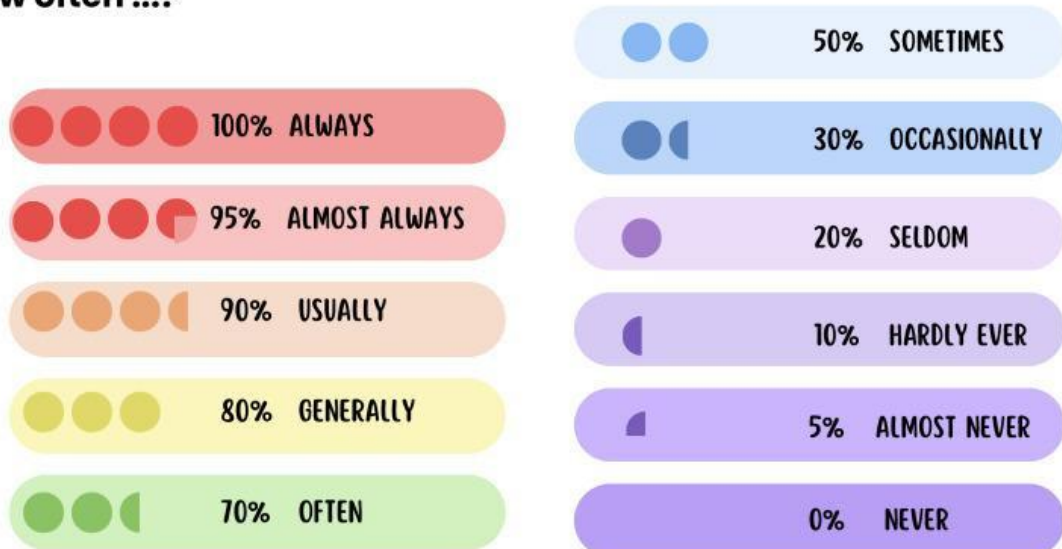 often ....?
100% ALWAYS
95% ALMOST ALWAYS
90% USUALLY
80% GENERALLY
70% OFTEN
50% SOMETIMES
30% OCCASIONALLY
20% SELDOM
10% HARDLY EVER
5% ALMOST NEVER
0% NEVER